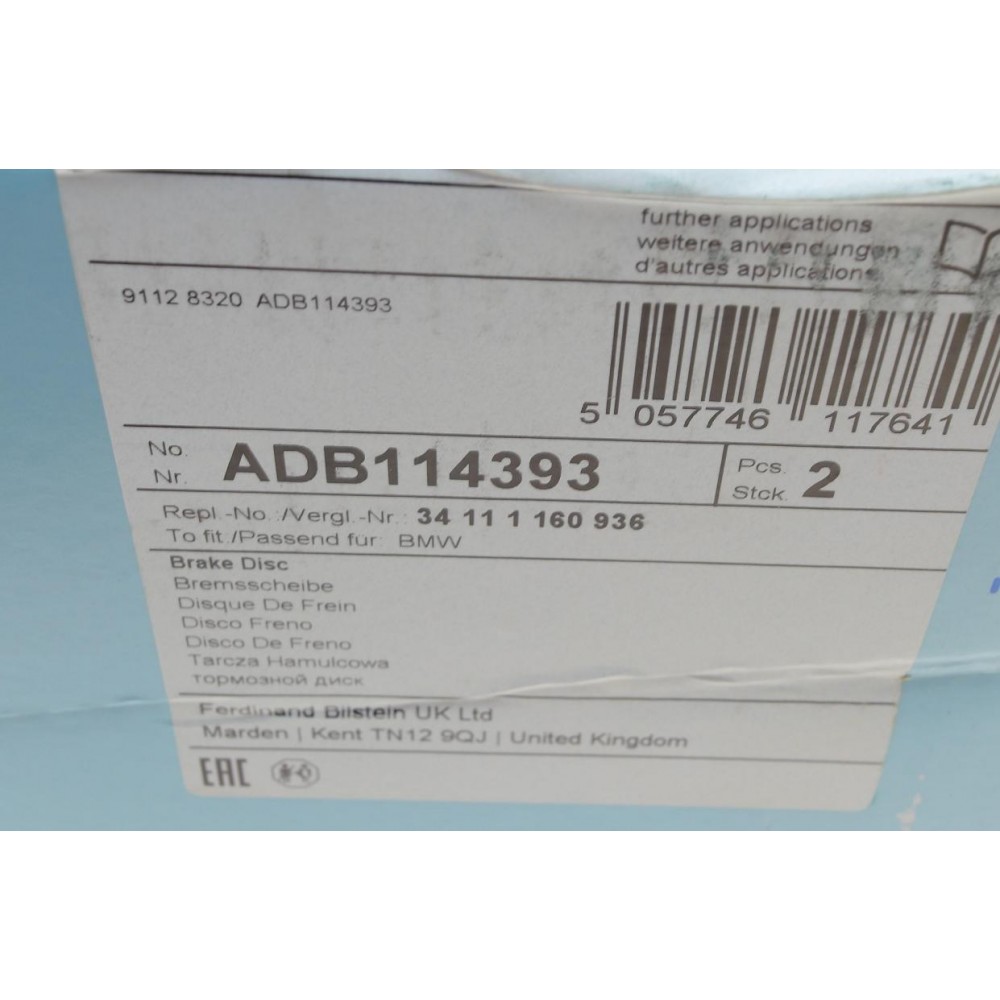 further applications
weitere anwendungen
d'autres applications
9112 8320 ADB114393
5 057746 117641
No.
Nr. ADB114393
Pcs.
Stck. 2
Repl.-No./Vergl.-Nr.: 34 11 1 160 936
To fit./Passend für: BMW
Brake Disc
Bremsscheibe
Disque De Frein
Disco Freno
Disco De Freno
Tarcza Hamulcowa
тормозной диск
Ferdinand Bilstein UK Ltd
Marden | Kent TN12 9QJ | United Kingdom
EAC